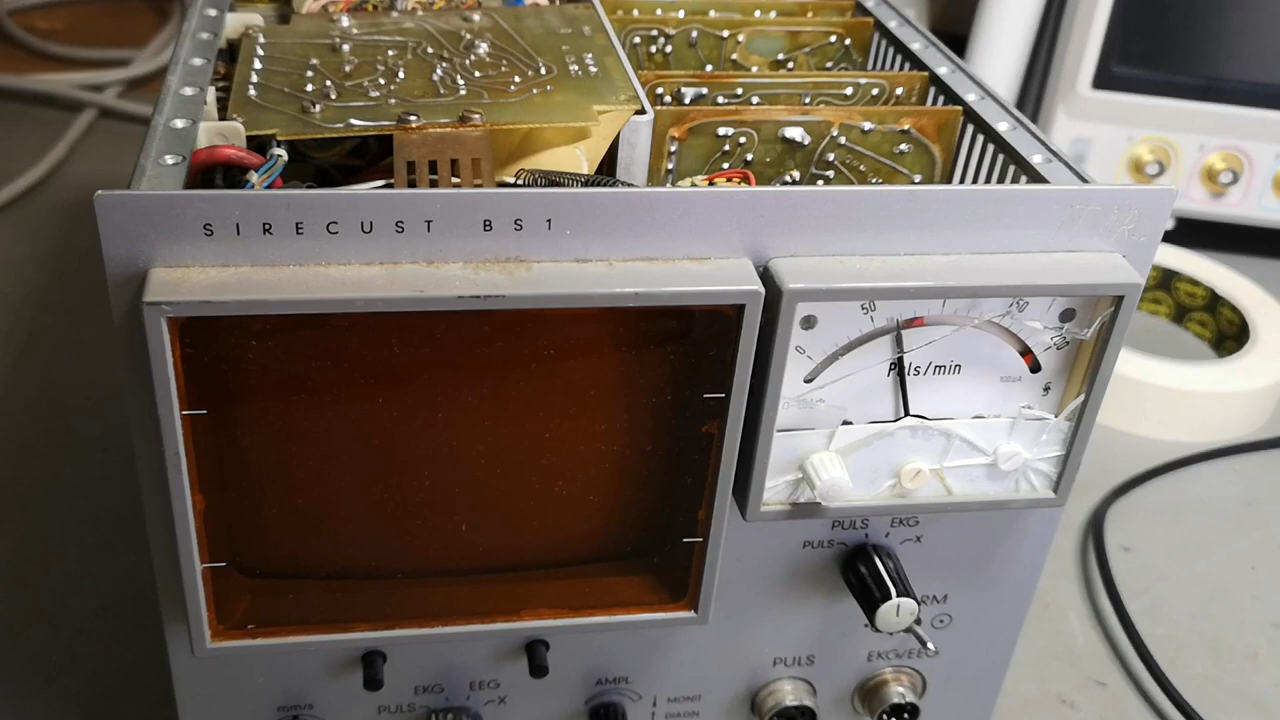 SIRECUST BS1
0 50 150 200
Puls/min
PULS EKG
PULS X
PULS EKG/EEG
EKG EEG
AMPL
MONIT
PULS X
mm/s
DIAGN